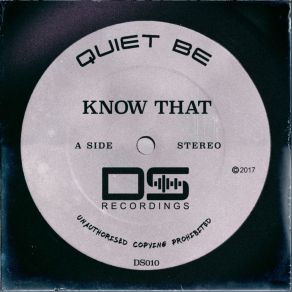 QUIET BE
KNOW THAT
A SIDE STEREO
© 2017
DS
RECORDINGS
UNAUTHORISED COPYING PROHIBITED
DS010